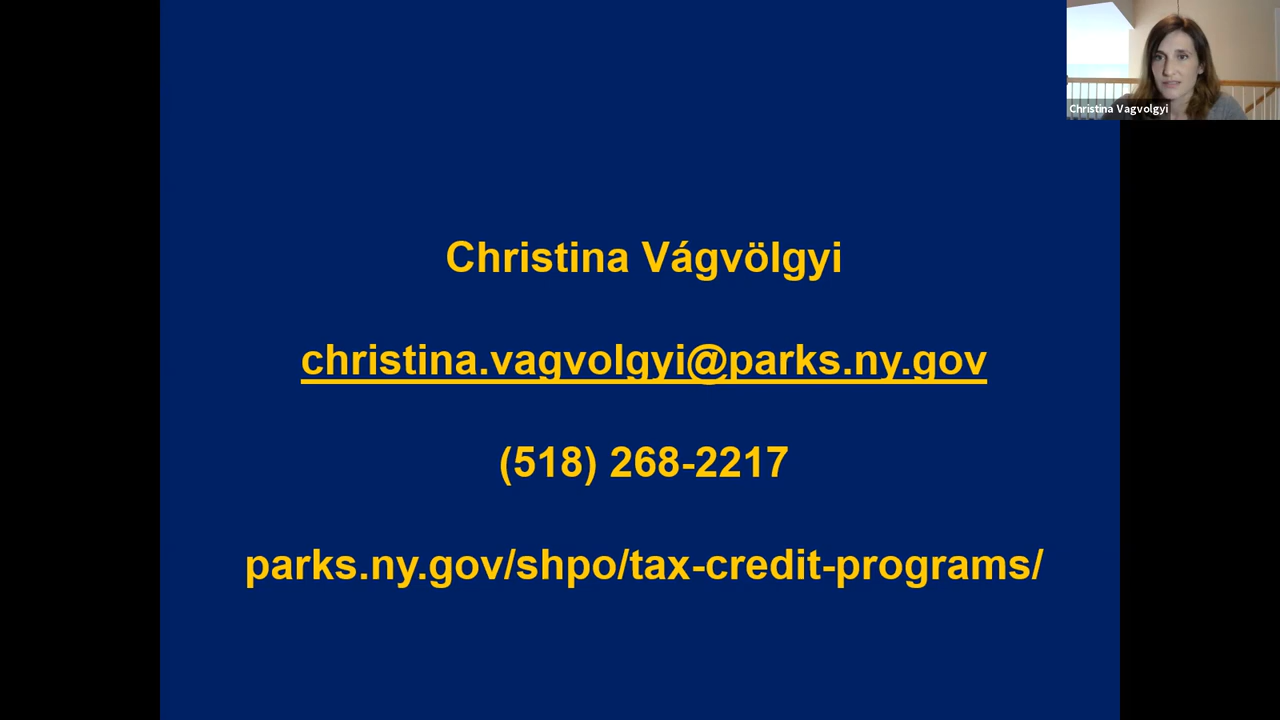 Christina Vagvolgyi
Christina Vágvölgyi
christina.vagvolgyi@parks.ny.gov
(518) 268-2217
parks.ny.gov/shpo/tax-credit-programs/